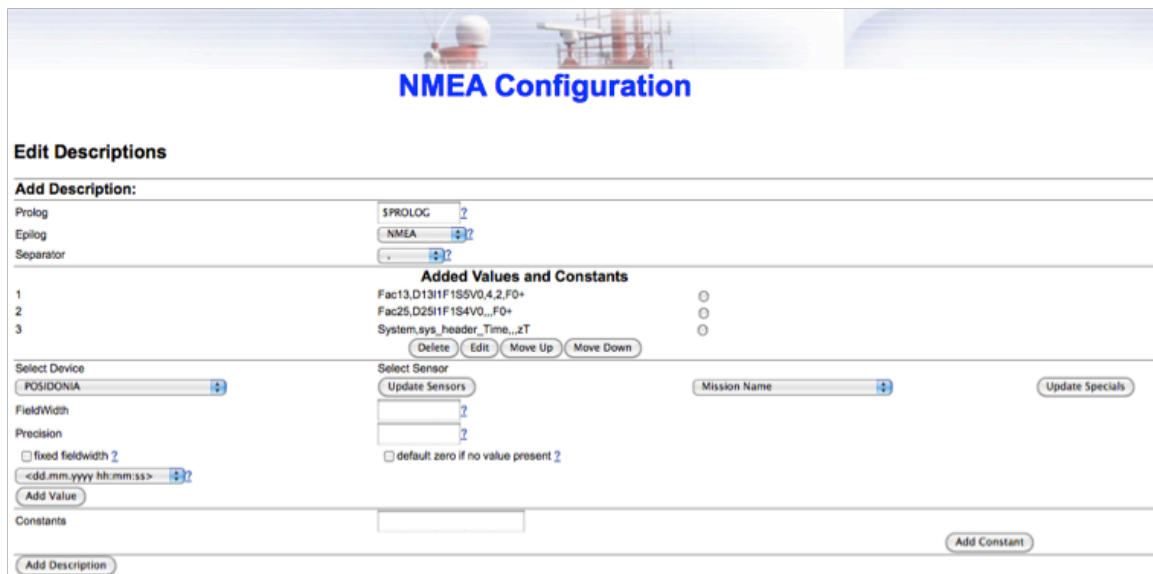 NMEA Configuration
Edit Descriptions
Add Description:
Prolog $PROLOG ?
Epilog NMEA ?
Separator , ?
Added Values and Constants
1 Fac13,D13I1F1S5V0,4,2,F0+
2 Fac25,D25I1F1S4V0,,,F0+
3 System,sys_header_Time,,,zT
Delete Edit Move Up Move Down
Select Device Select Sensor
POSIDONIA Update Sensors Mission Name Update Specials
FieldWidth ?
Precision ?
fixed fieldwidth ? default zero if no value present ?
<dd.mm.yyyy hh:mm:ss> ?
Add Value
Constants
Add Constant
Add Description